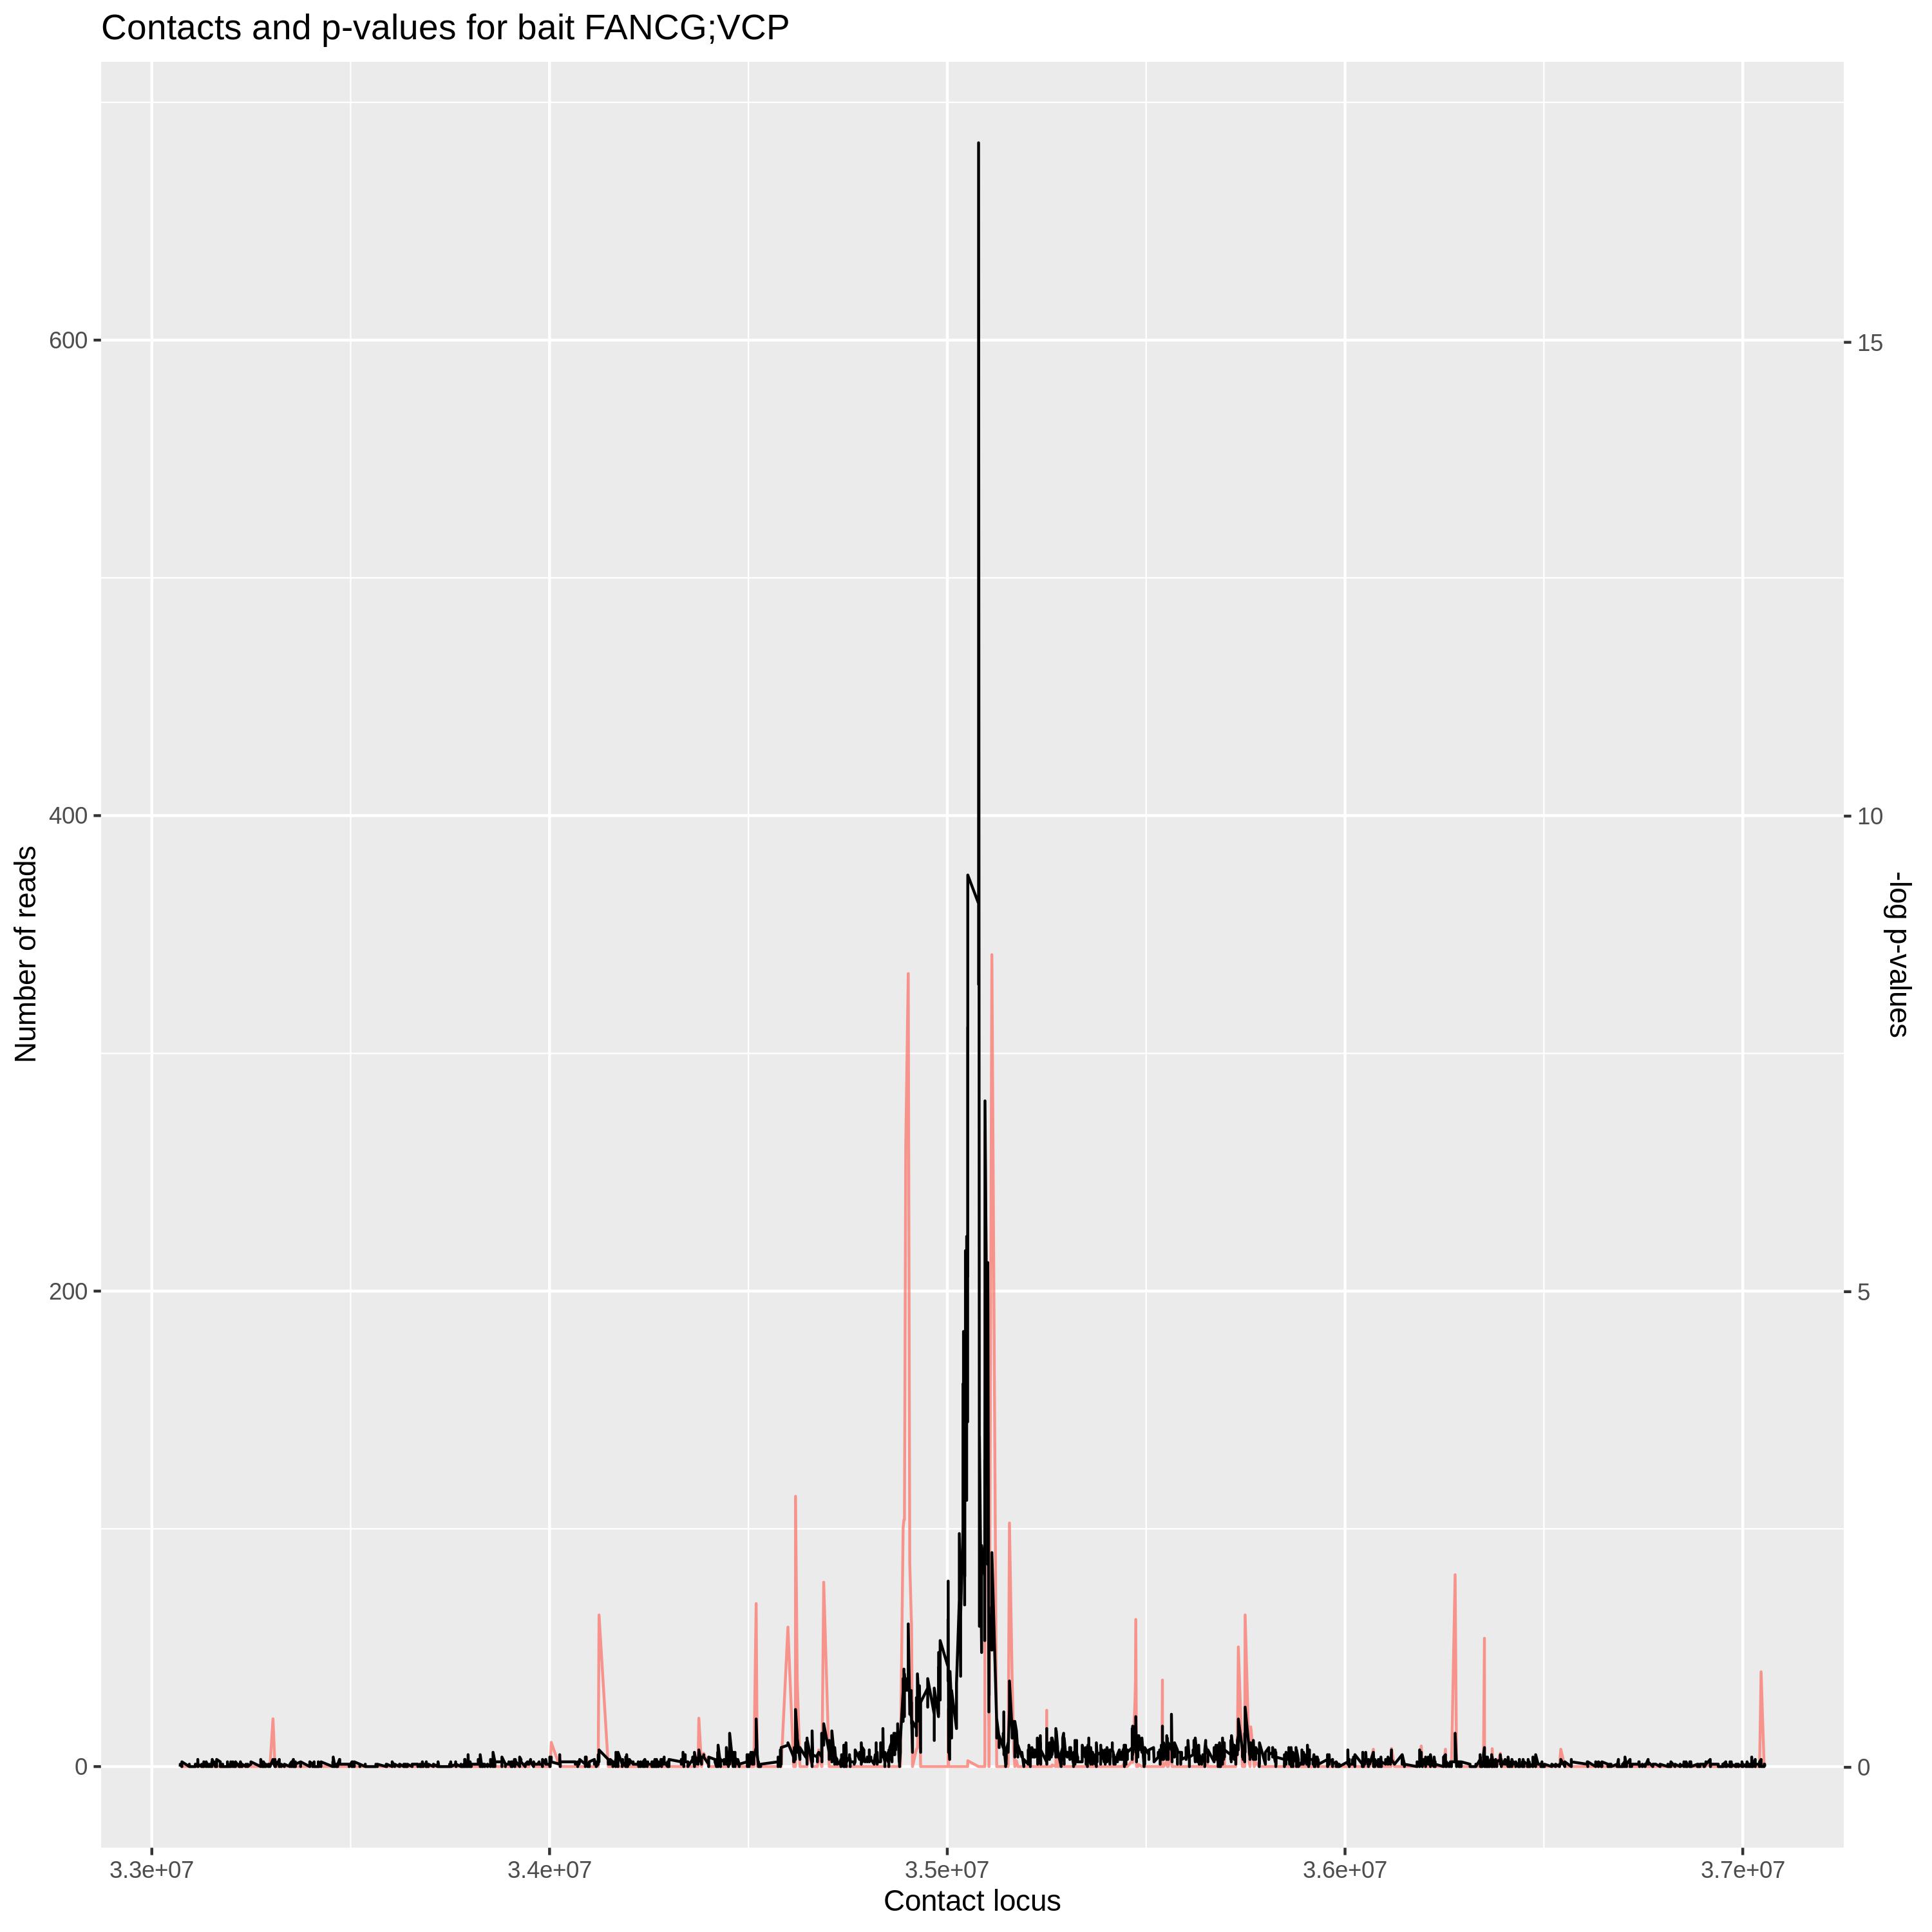 Contacts and p-values for bait FANCG;VCP
600
400
200
0
15
10
5
0
Number of reads
-log p-values
3.3e+07
3.4e+07
3.5e+07
3.6e+07
3.7e+07
Contact locus